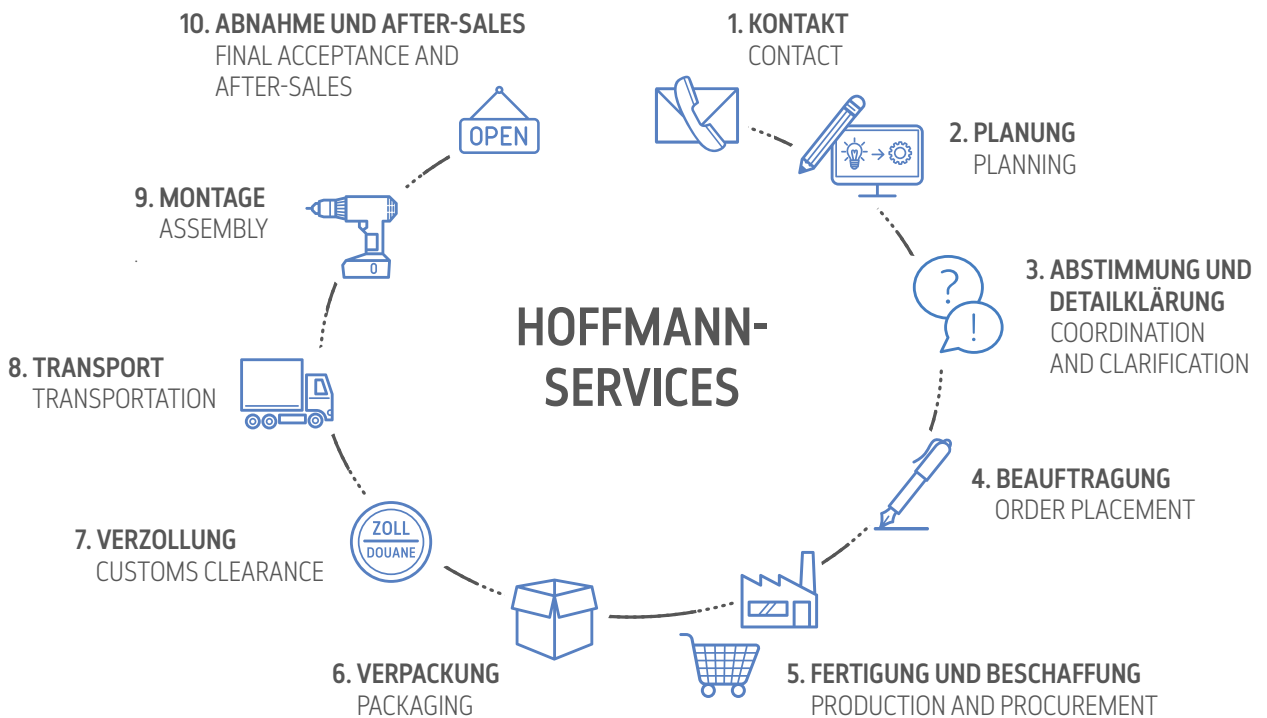 10. ABNAHME UND AFTER-SALES
FINAL ACCEPTANCE AND
AFTER-SALES
OPEN
1. KONTAKT
CONTACT
2. PLANUNG
PLANNING
3. ABSTIMMUNG UND
DETAILKLÄRUNG
COORDINATION
AND CLARIFICATION
?
!
4. BEAUFTRAGUNG
ORDER PLACEMENT
5. FERTIGUNG UND BESCHAFFUNG
PRODUCTION AND PROCUREMENT
6. VERPACKUNG
PACKAGING
7. VERZOLLUNG
CUSTOMS CLEARANCE
ZOLL
DOUANE
8. TRANSPORT
TRANSPORTATION
9. MONTAGE
ASSEMBLY
0
HOFFMANN-
SERVICES